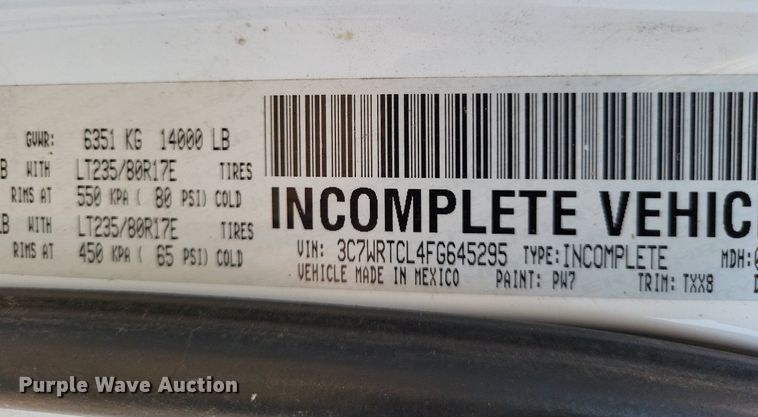 GVWR: 6351 KG 14000 LB
B WITH LT235/80R17E TIRES
RIMS AT 550 KPA ( 80 PSI) COLD
LB WITH LT235/80R17E TIRES
RIMS AT 450 KPA ( 65 PSI) COLD
INCOMPLETE VEHIC
VIN: 3C7WRTCL4FG645295 TYPE: INCOMPLETE MDH:
VEHICLE MADE IN MEXICO PAINT: PW7 TRIM: TXX8
Purple Wave Auction